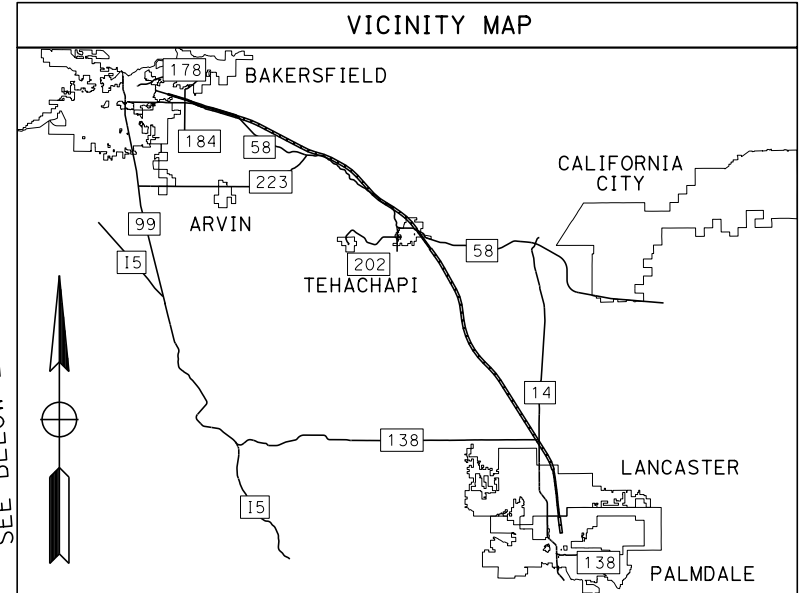 VICINITY MAP
178
BAKERSFIELD
184
58
223
CALIFORNIA
CITY
99
ARVIN
I5
202
58
TEHACHAPI
14
138
LANCASTER
I5
138
PALMDALE
SEE BELOW